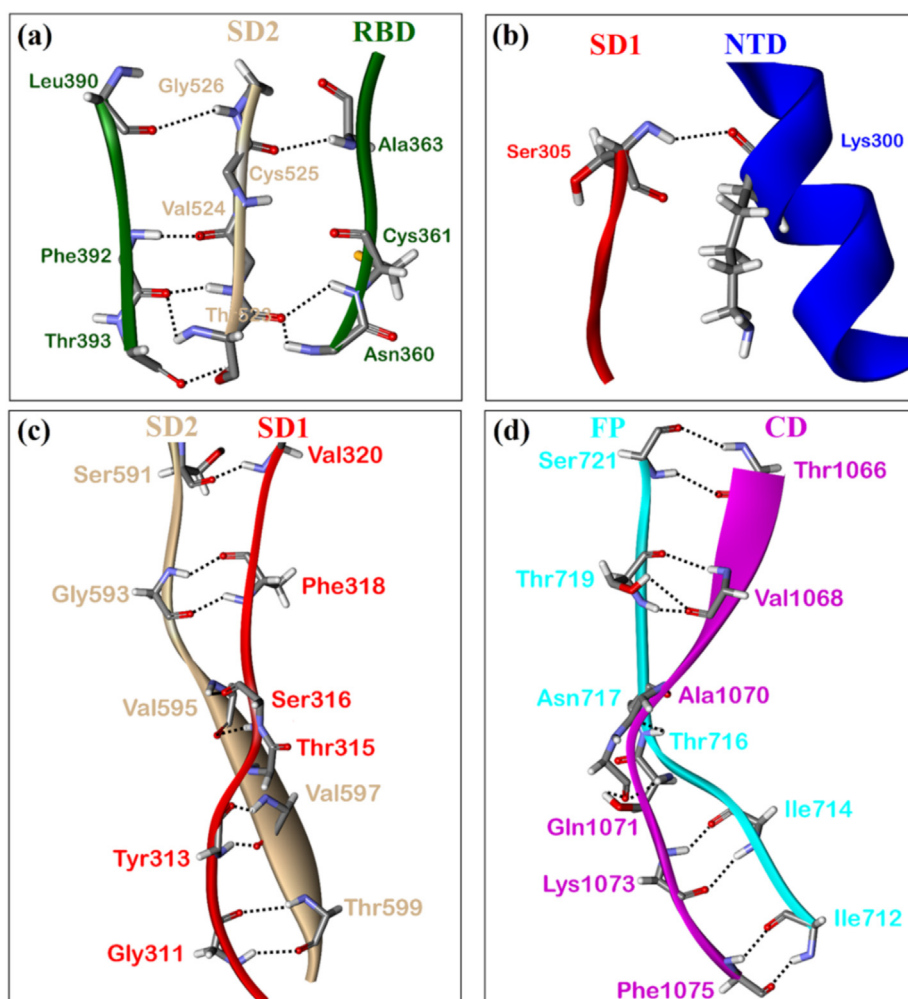 (a) SD2 RBD
Leu390
Gly526
Ala363
Cys525
Val524
Cys361
Phe392
Thr523
Thr393
Asn360
(b)
SD1 NTD
Ser305
Lys300
(c)
SD2 SD1
Ser591
Val320
Gly593
Phe318
Val595
Ser316
Thr315
Val597
Tyr313
Thr599
Gly311
(d)
FP CD
Ser721
Thr1066
Thr719
Val1068
Asn717
Ala1070
Thr716
Gln1071
Ile714
Lys1073
Ile712
Phe1075